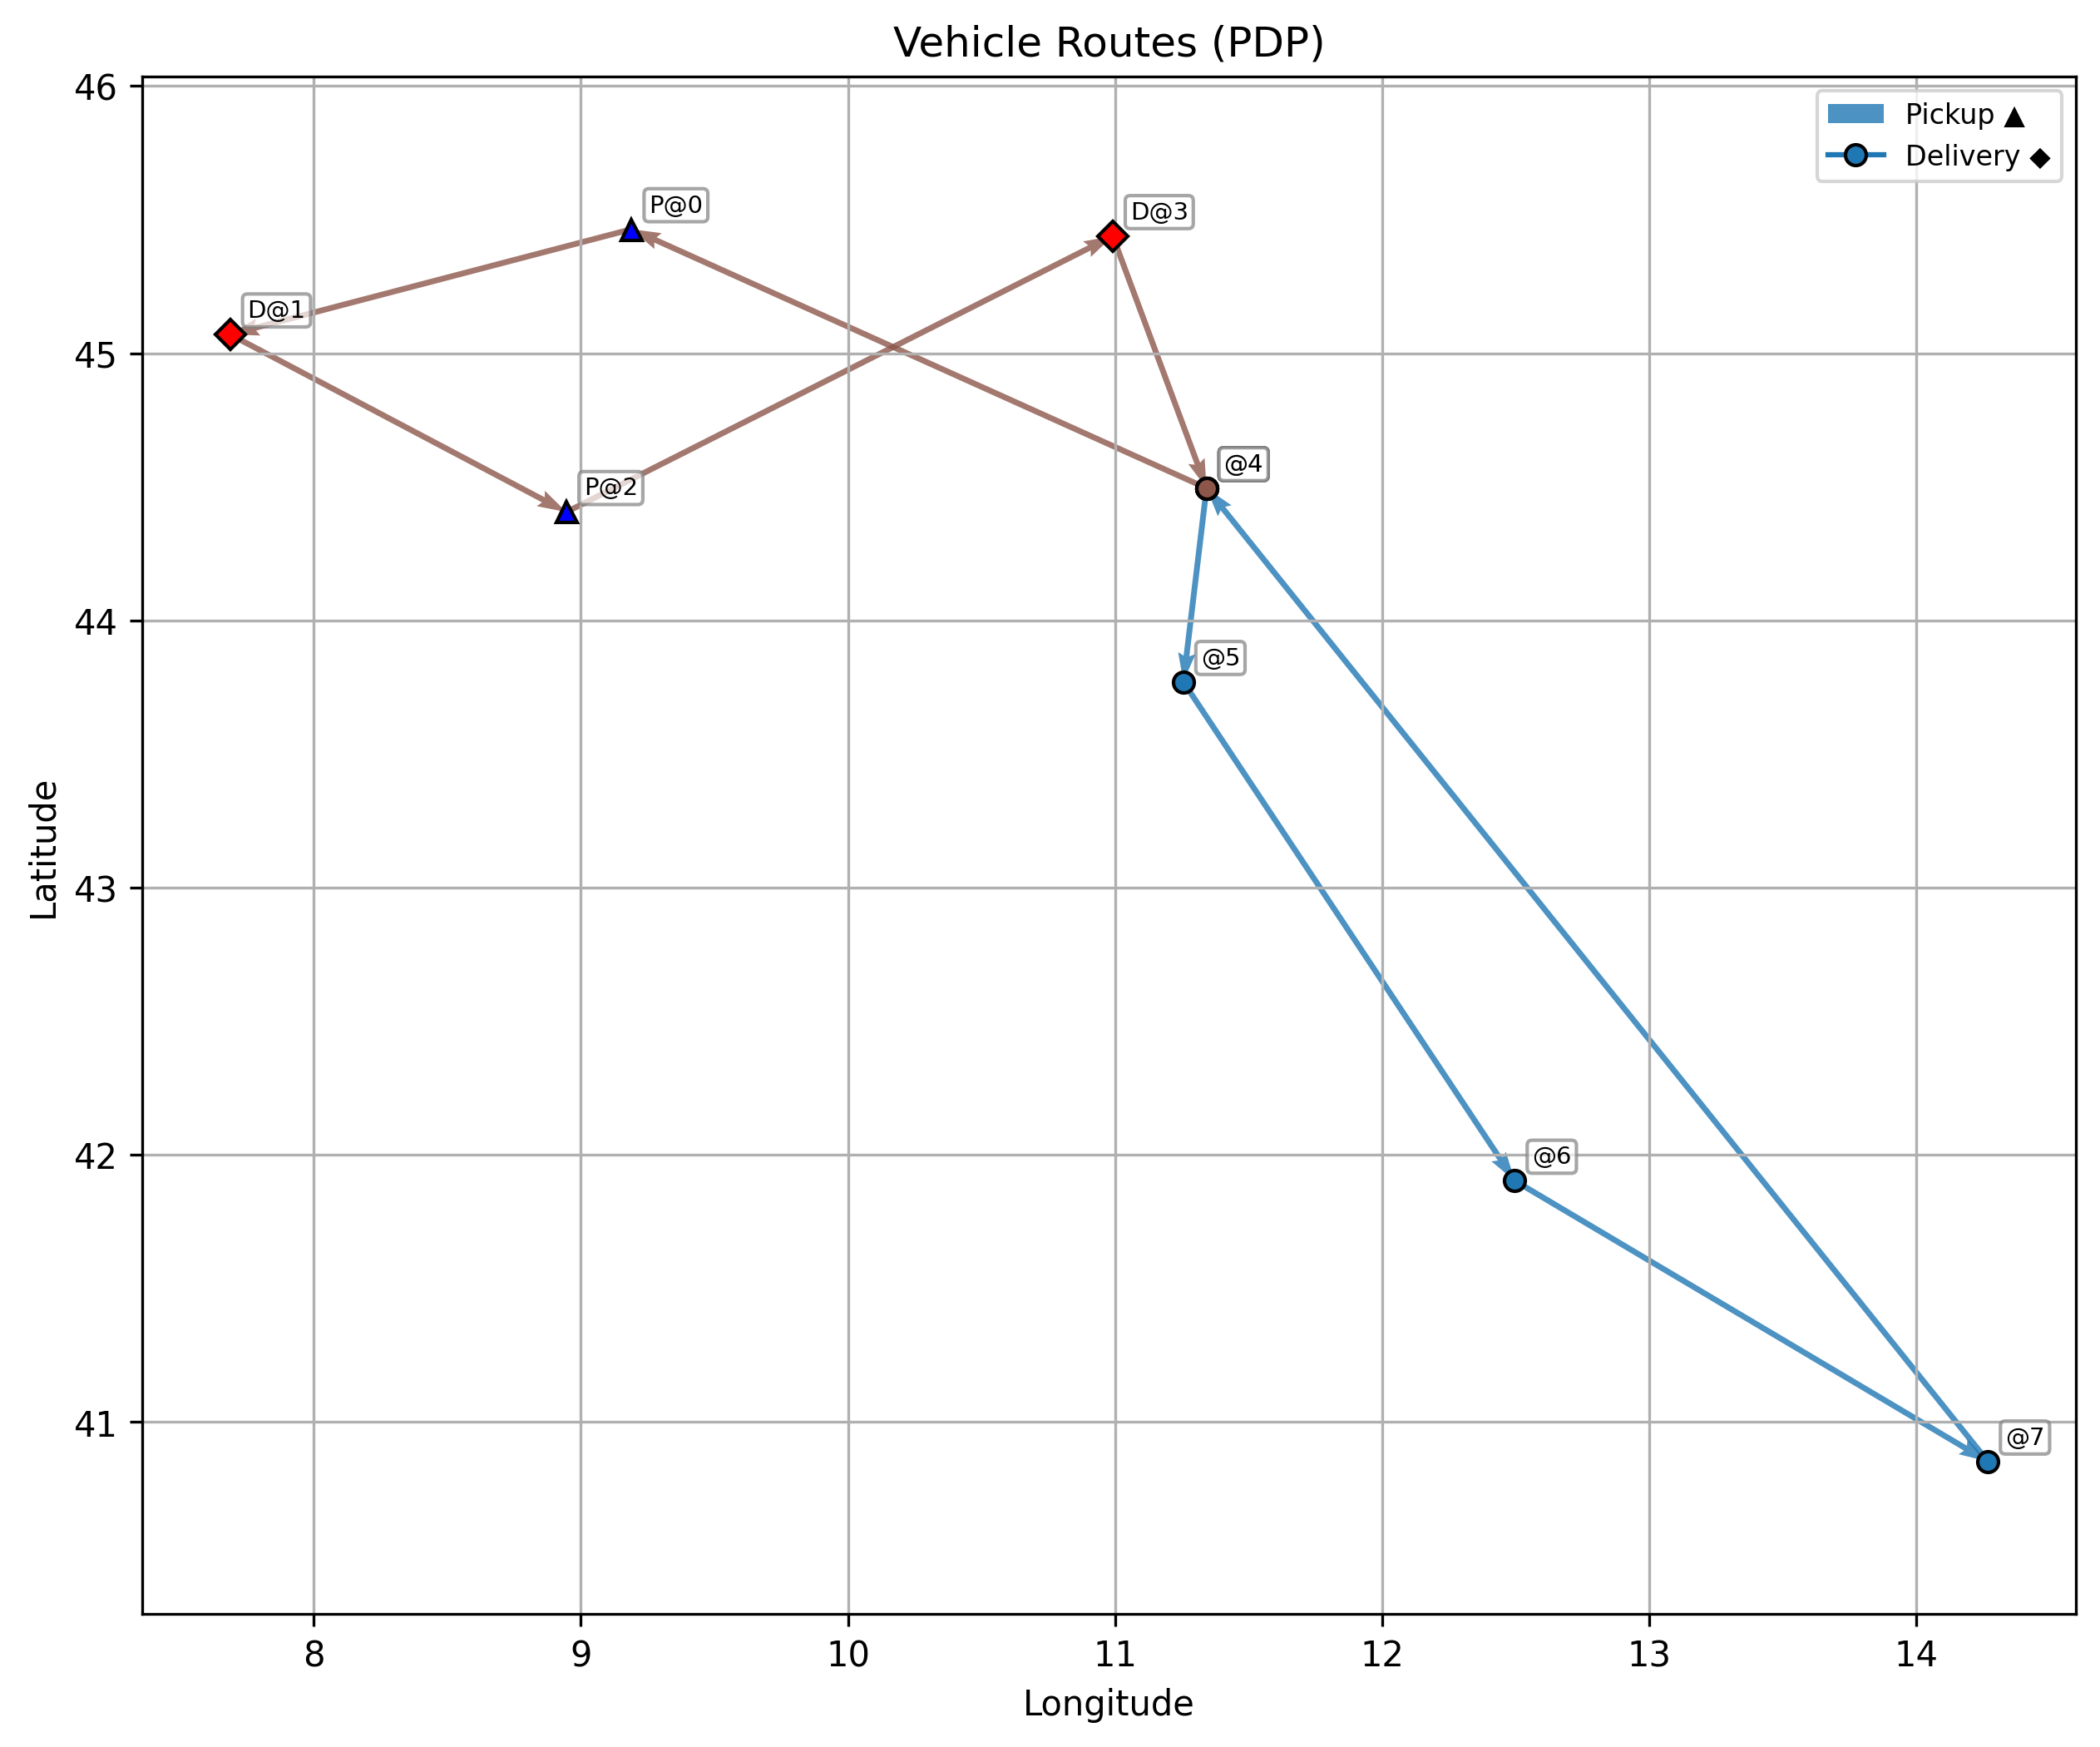 Vehicle Routes (PDP)
Pickup ▲
Delivery ◆
46
45
44
43
42
41
Latitude
P@0
D@3
D@1
@4
P@2
@5
@6
@7
8
9
10
11
12
13
14
Longitude